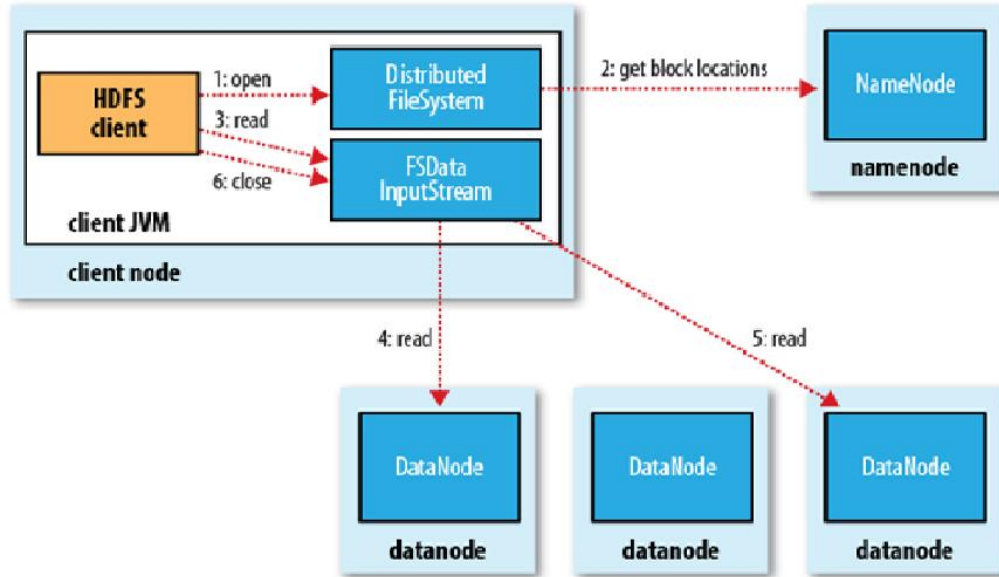 1: open
Distributed
FileSystem
2: get block locations
NameNode
HDFS
client
3: read
FSData
InputStream
6: close
namenode
client JVM
client node
4: read
5: read
DataNode
DataNode
DataNode
datanode
datanode
datanode